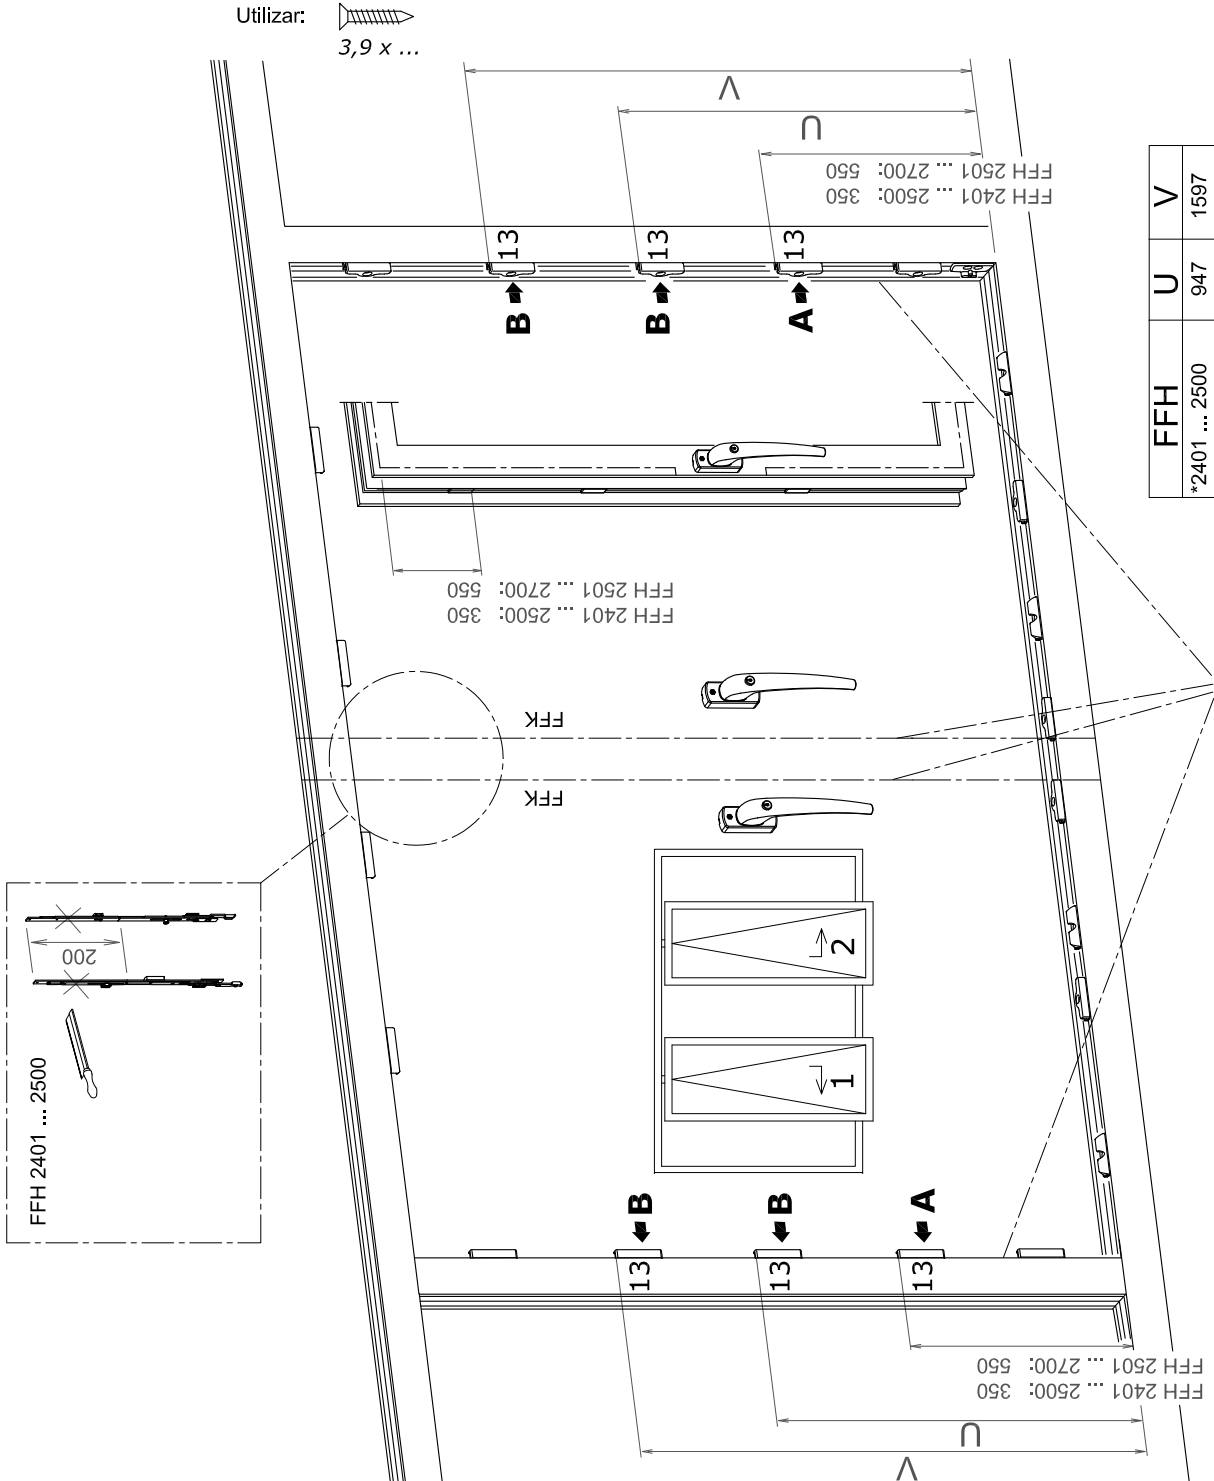 Utilizar:
3,9 x ...
V
U
FFH 2501 ... 2700: 550
FFH 2401 ... 2500: 350
13
13
13
B
B
A
FFH U V
*2401 ... 2500 947 1597
FFH 2501 ... 2700: 550
FFH 2401 ... 2500: 350
FFK
FFK
200
FFH 2401 ... 2500
2
1
B
B
A
13
13
13
FFH 2501 ... 2700: 550
FFH 2401 ... 2500: 350
U
V